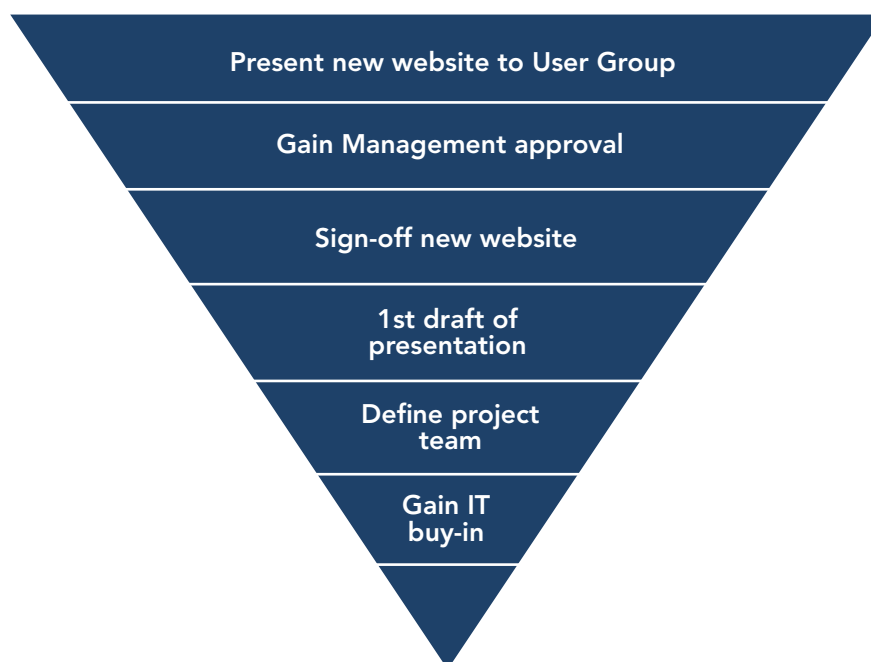 Present new website to User Group
Gain Management approval
Sign-off new website
1st draft of
presentation
Define project
team
Gain IT
buy-in